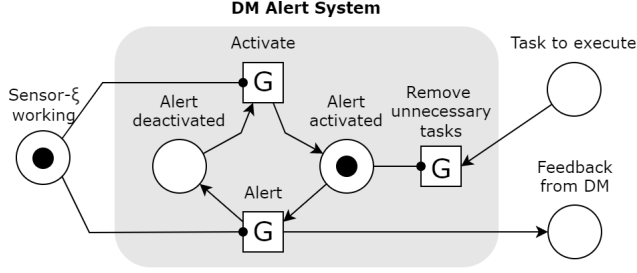 DM Alert System
Activate
G
Task to execute
Sensor-ξ
working
Alert
deactivated
Alert
activated
Remove
unnecessary
tasks
G
Feedback
from DM
Alert
G